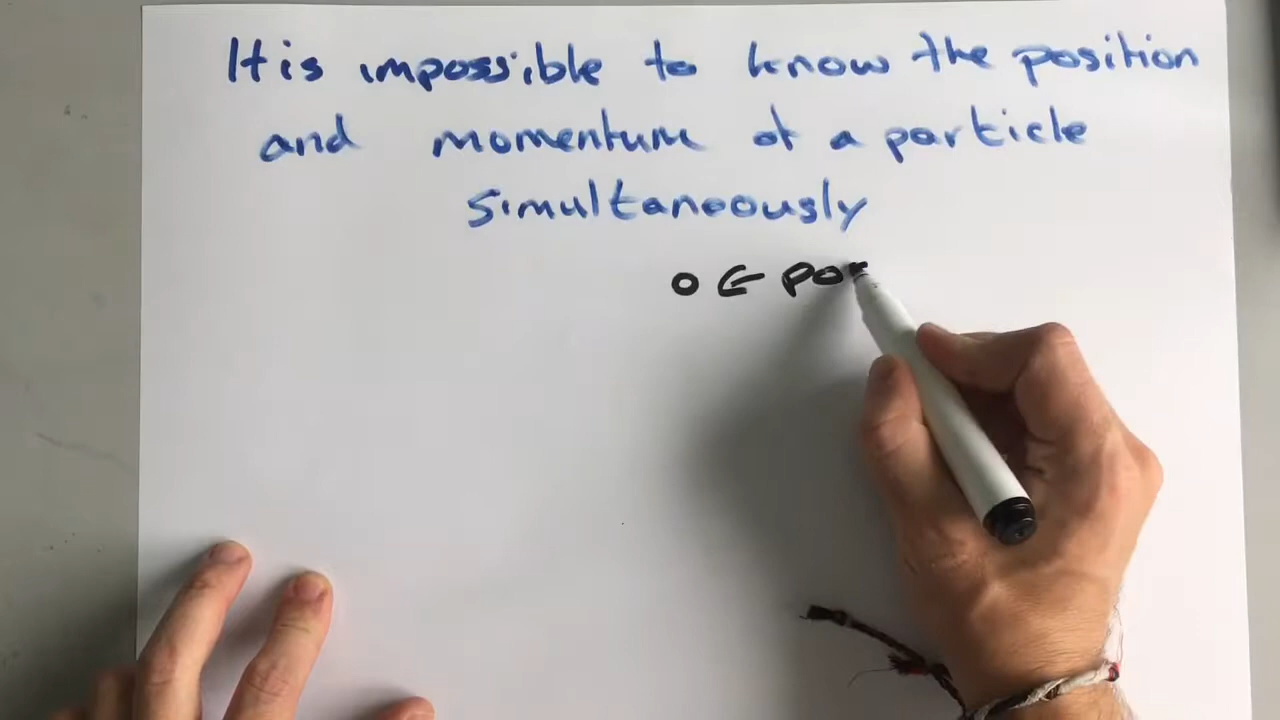 It is impossible to know the position
and momentum of a particle
simultaneously
o ← pos